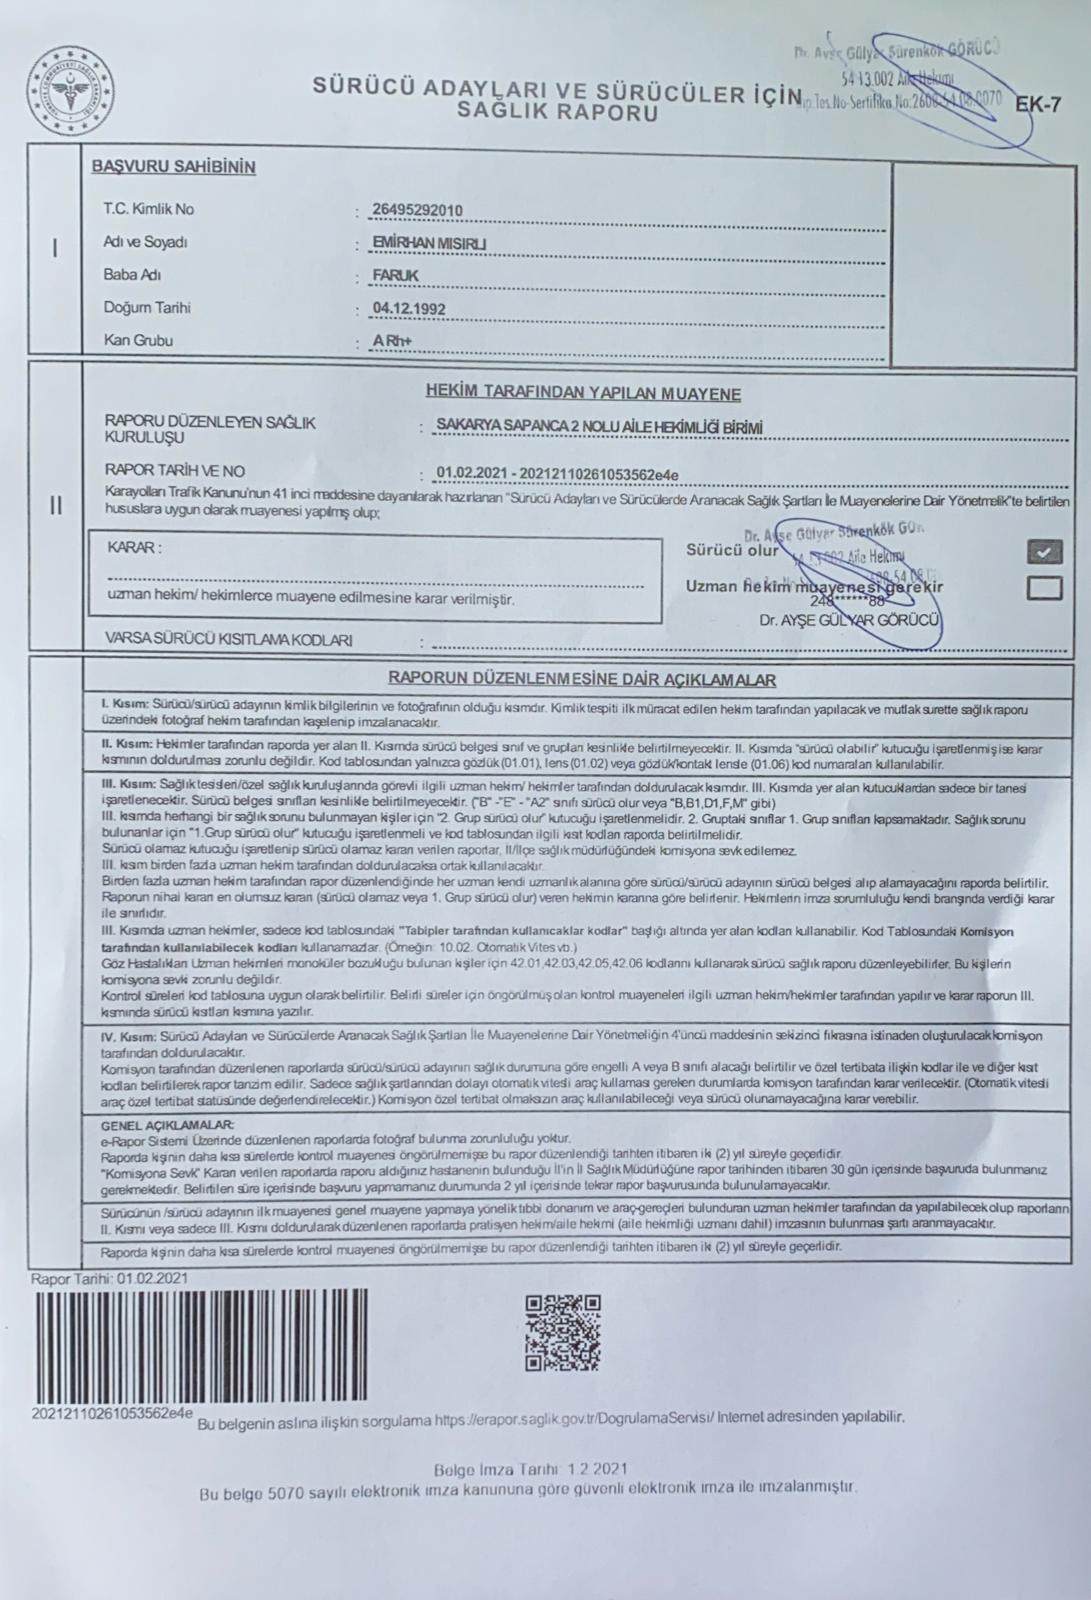 Dr. Ayşe Gülyar Sürenkök GÖRÜCÜ
54 13.002 Aile Hekimi
Dip.Tes.No-Sertifika No:2600-54.08.0070
EK-7
SÜRÜCÜ ADAYLARI VE SÜRÜCÜLER İÇİN
SAĞLIK RAPORU
I
BAŞVURU SAHİBİNİN
T.C. Kimlik No : 26495292010
Adı ve Soyadı : EMİRHAN MISIRLI
Baba Adı : FARUK
Doğum Tarihi : 04.12.1992
Kan Grubu : A Rh+
II
HEKİM TARAFINDAN YAPILAN MUAYENE
RAPORU DÜZENLEYEN SAĞLIK
KURULUŞU : SAKARYA SAPANCA 2 NOLU AİLE HEKİMLİĞİ BİRİMİ
RAPOR TARİH VE NO : 01.02.2021 - 20212110261053562e4e
Karayolları Trafik Kanunu'nun 41 inci maddesine dayanılarak hazırlanan "Sürücü Adayları ve Sürücülerde Aranacak Sağlık Şartları İle Muayenelerine Dair Yönetmelik"te belirtilen
hususlara uygun olarak muayenesi yapılmış olup;
KARAR :
uzman hekim/ hekimlerce muayene edilmesine karar verilmiştir.
Dr. Ayşe Gülyar Sürenkök GÖR
Sürücü olur
Aile Hekimi
Uzman hekim muayenesi gerekir
248******88
Dr. AYŞE GÜLYAR GÖRÜCÜ
VARSA SÜRÜCÜ KISITLAMA KODLARI :
RAPORUN DÜZENLENMESİNE DAİR AÇIKLAMALAR
I. Kısım: Sürücü/sürücü adayının kimlik bilgilerinin ve fotoğrafının olduğu kısmdır. Kimlik tespiti ilk müracat edilen hekim tarafından yapılacak ve mutlak surette sağlık raporu
üzerindeki fotoğraf hekim tarafından kaşelenip imzalanacaktır.
II. Kısım: Hekimler tarafından raporda yer alan II. Kısımda sürücü belgesi sınıf ve grupları kesinlikle belirtilmeyecektir. II. Kısımda "sürücü olabilir" kutucuğu işaretlenmiş ise karar
kısmının doldurulması zorunlu değildir. Kod tablosundan yalnızca gözlük (01.01), lens (01.02) veya gözlük/kontakt lensle (01.06) kod numaraları kullanılabilir.
III. Kısım: Sağlık tesisleri/özel sağlık kuruluşlarında görevli ilgili uzman hekim/ hekimler tarafından doldurulacak kısımdır. III. Kısımda yer alan kutucuklardan sadece bir tanesi
işaretlenecektir. Sürücü belgesi sınıfları kesinlikle belirtilmeyecek. ("B" -"E" - "A2" sınıfı sürücü olur veya "B,B1,D1,F,M" gibi)
III. kısımda herhangi bir sağlık sorunu bulunmayan kişiler için "2. Grup sürücü olur" kutucuğu işaretlenmelidir. 2. Gruptaki sınıflar 1. Grup sınıfları kapsamaktadır. Sağlık sorunu
bulunanlar için "1.Grup sürücü olur" kutucuğu işaretlenmeli ve kod tablosundan ilgili kısıt kodları raporda belirtilmelidir.
Sürücü olamaz kutucuğu işaretlenip sürücü olamaz kararı verilen raporlar, İl/İlçe sağlık müdürlüğündeki komisyona sevk edilemez.
III. kısım birden fazla uzman hekim tarafından doldurulacaksa ortak kullanılacaktır.
Birden fazla uzman hekim tarafından rapor düzenlendiğinde her uzman kendi uzmanlık alanına göre sürücü/sürücü adayının sürücü belgesi alıp alamayacağını raporda belirtilir.
Raporun nihai kararı en olumsuz kararı (sürücü olamaz veya 1. Grup sürücü olur) veren hekimin kararına göre belirlenir. Hekimlerin imza sorumluluğu kendi branşında verdiği karar
ile sınırlıdır.
III. Kısımda uzman hekimler, sadece kod tablosundaki "Tabipler tarafından kullanıcaklar kodlar" başlığı altında yer alan kodları kullanabilir. Kod Tablosundaki Komisyon
tarafından kullanılabilecek kodları kullanamazlar. (Örneğin: 10.02. Otomatik Vites vb.)
Göz Hastalıkları Uzman hekimleri monoküler bozukluğu bulunan kişiler için 42.01,42.03,42.05,42.06 kodlarını kullanarak sürücü sağlık raporu düzenleyebilirler. Bu kişilerin
komisyona sevki zorunlu değildir.
Kontrol süreleri kod tablosuna uygun olarak belirtilir. Belirli süreler için öngörülmüş olan kontrol muayeneleri ilgili uzman hekim/hekimler tarafından yapılır ve karar raporun III.
kısmında sürücü kısıtları kısmına yazılır.
IV. Kısım: Sürücü Adayları ve Sürücülerde Aranacak Sağlık Şartları İle Muayenelerine Dair Yönetmeliğin 4'üncü maddesinin sekizinci fıkrasına istinaden oluşturulacak komisyon
tarafından doldurulacaktır.
Komisyon tarafından düzenlenen raporlarda sürücü/sürücü adayının sağlık durumuna göre engelli A veya B sınıfı alacağı belirtilir ve özel tertibata ilişkin kodlar ile ve diğer kısıt
kodları belirtilerek rapor tanzim edilir. Sadece sağlık şartlarından dolayı otomatik vitesli araç kullaması gereken durumlarda komisyon tarafından karar verilecektir. (Otomatik vitesli
araç özel tertibat statüsünde değerlendirelecektir.) Komisyon özel tertibat olmaksızın araç kullanılabileceği veya sürücü olunamayacağına karar verebilir.
GENEL AÇIKLAMALAR:
e-Rapor Sistemi Üzerinde düzenlenen raporlarda fotoğraf bulunma zorunluluğu yoktur.
Raporda kişinin daha kısa sürelerde kontrol muayenesi öngörülmemişse bu rapor düzenlendiği tarihten itibaren iki (2) yıl süreyle geçerlidir.
"Komisyona Sevk" Kararı verilen raporlarda raporu aldığınız hastanenin bulunduğu İl'in İl Sağlık Müdürlüğüne rapor tarihinden itibaren 30 gün içerisinde başvuruda bulunmanız
gerekmektedir. Belirtilen süre içerisinde başvuru yapmamanız durumunda 2 yıl içerisinde tekrar rapor başvurusunda bulunulamayacaktır.
Sürücünün /sürücü adayının ilk muayenesi genel muayene yapmaya yönelik tıbbi donanım ve araç-gereçleri bulunduran uzman hekimler tarafından da yapılabilecek olup raporların
II. Kısmı veya sadece III. Kısmı doldurularak düzenlenen raporlarda pratisyen hekim/aile hekimi (aile hekimliği uzmanı dahil) imzasının bulunması şartı aranmayacaktır.
Raporda kişinin daha kısa sürelerde kontrol muayenesi öngörülmemişse bu rapor düzenlendiği tarihten itibaren iki (2) yıl süreyle geçerlidir.
Rapor Tarihi: 01.02.2021
20212110261053562e4e
Bu belgenin aslına ilişkin sorgulama https://erapor.saglik.gov.tr/DogrulamaServisi/ Internet adresinden yapılabilir.
Belge İmza Tarihi: 1.2.2021
Bu belge 5070 sayılı elektronik imza kanununa göre güvenli elektronik imza ile imzalanmıştır.